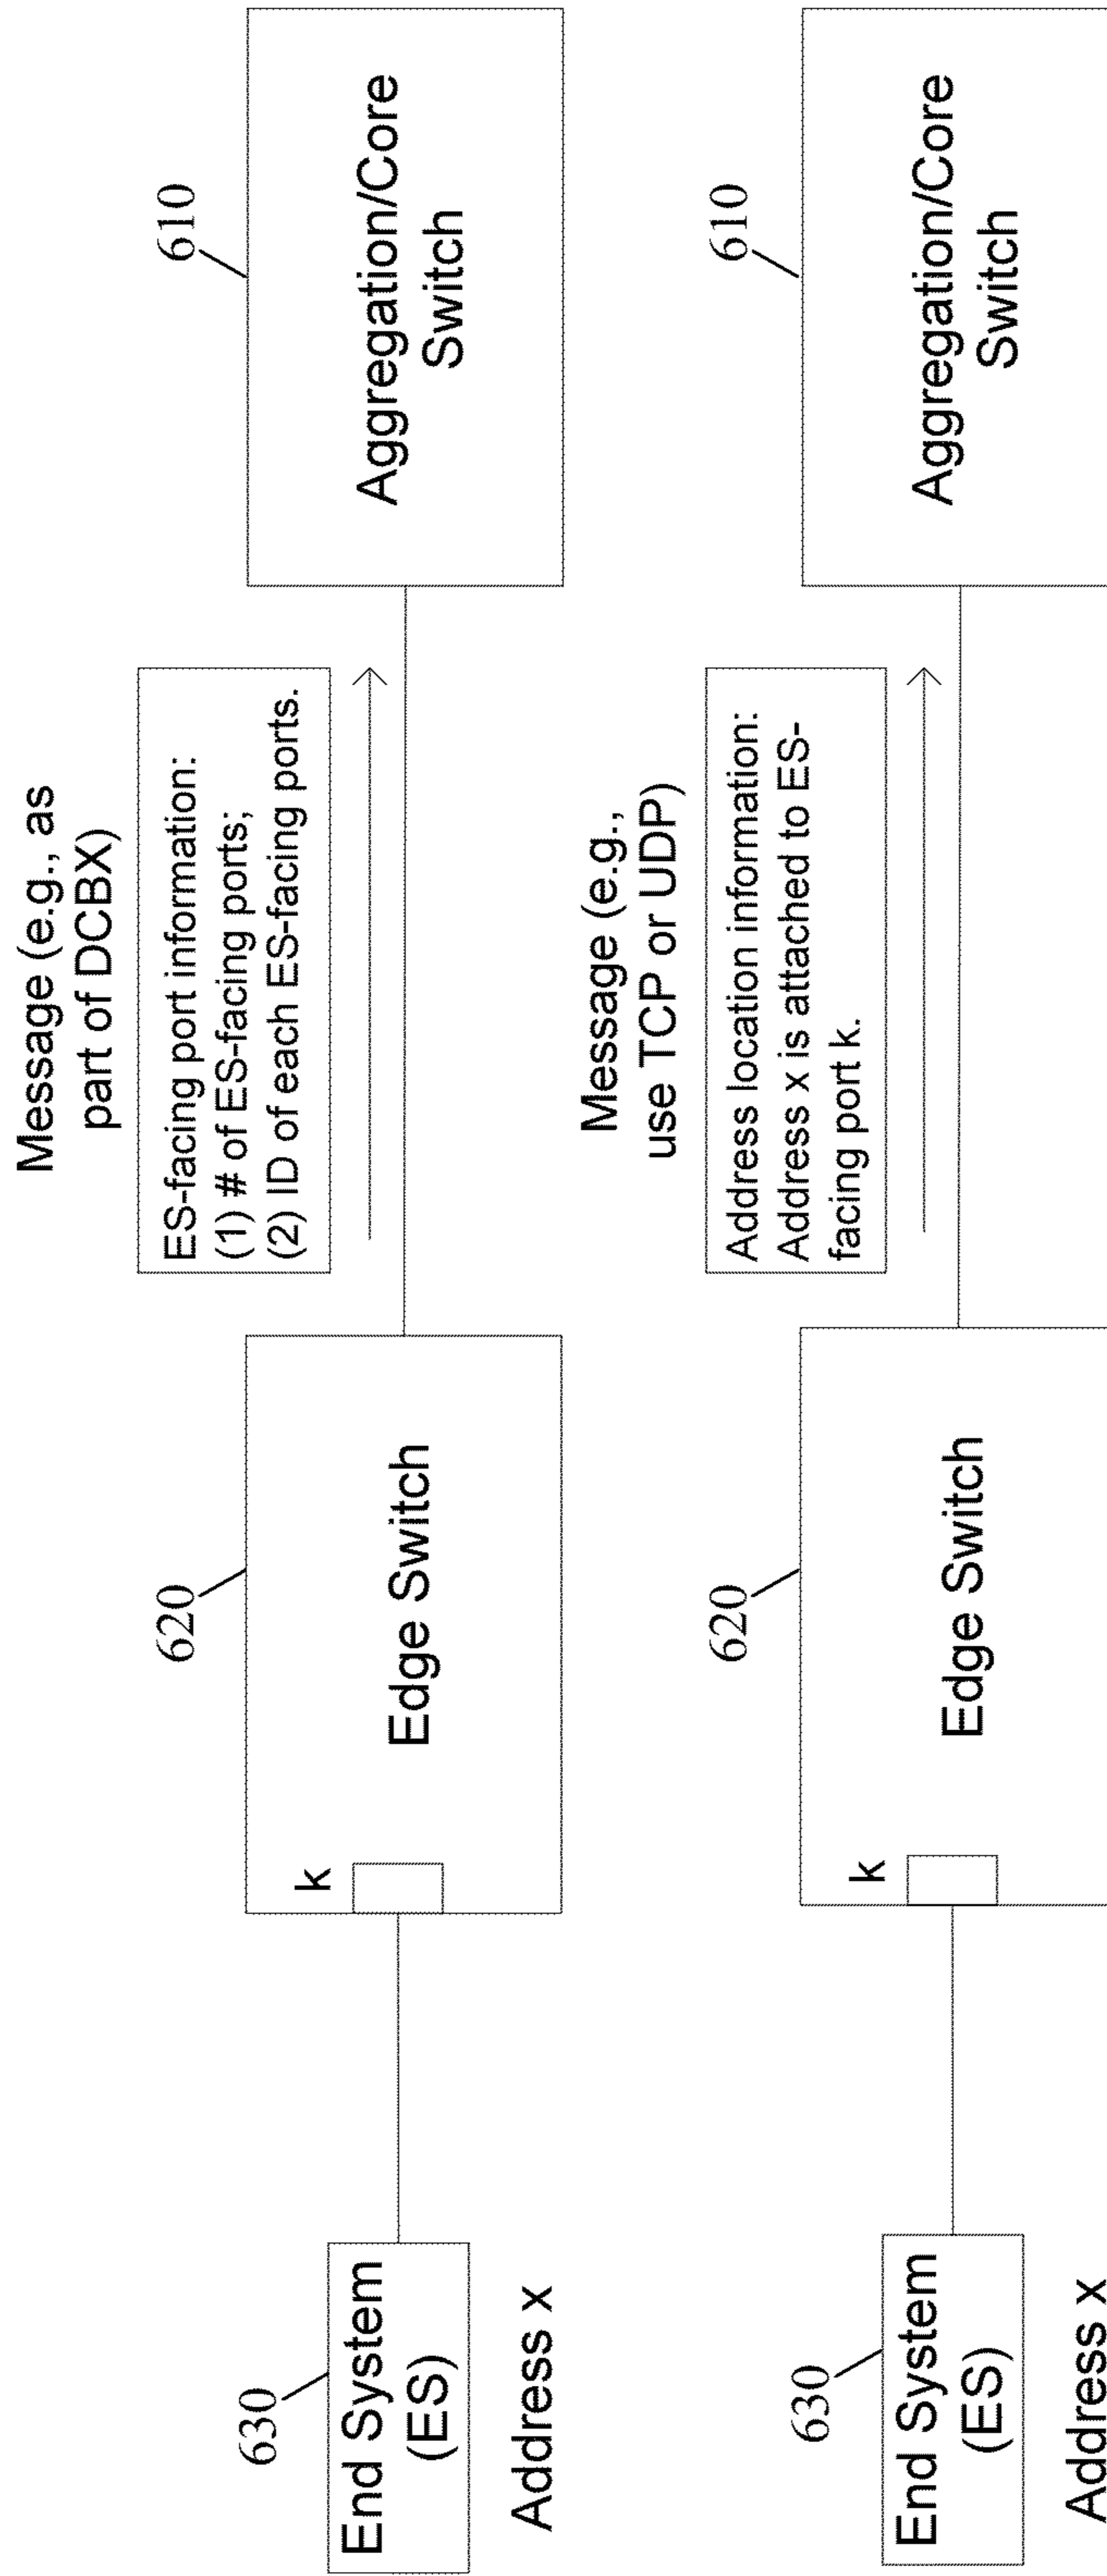 Message (e.g., as
part of DCBX)
ES-facing port information:
(1) # of ES-facing ports;
(2) ID of each ES-facing ports.
630
End System
(ES)
Address x
k
620
Edge Switch
610
Aggregation/Core
Switch
Message (e.g.,
use TCP or UDP)
Address location information:
Address x is attached to ES-
facing port k.
630
End System
(ES)
Address x
k
620
Edge Switch
610
Aggregation/Core
Switch